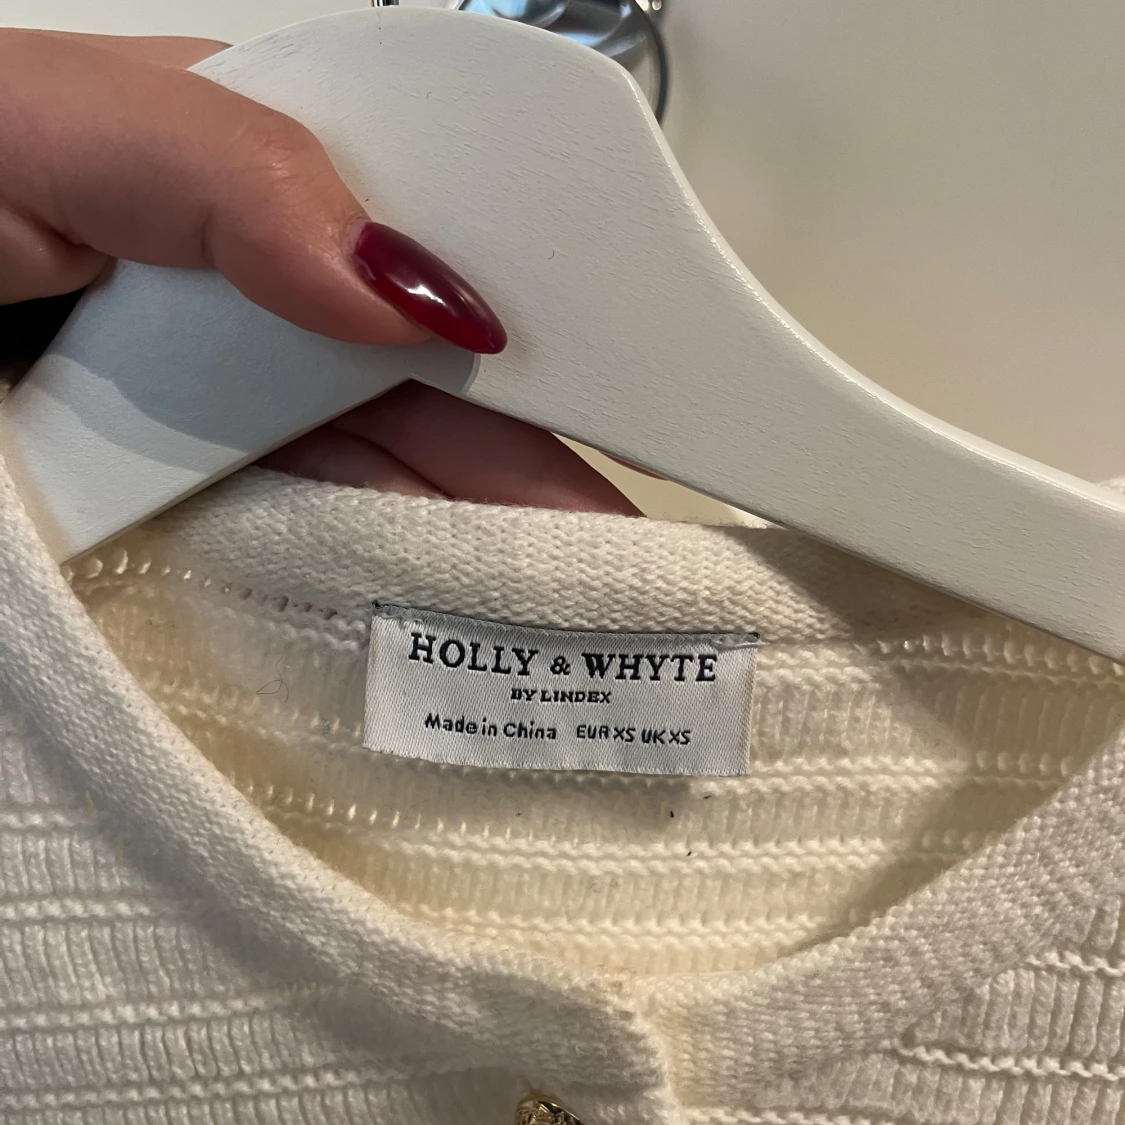 HOLLY & WHYTE
BY LINDEX
Made in China EUR XS UK XS